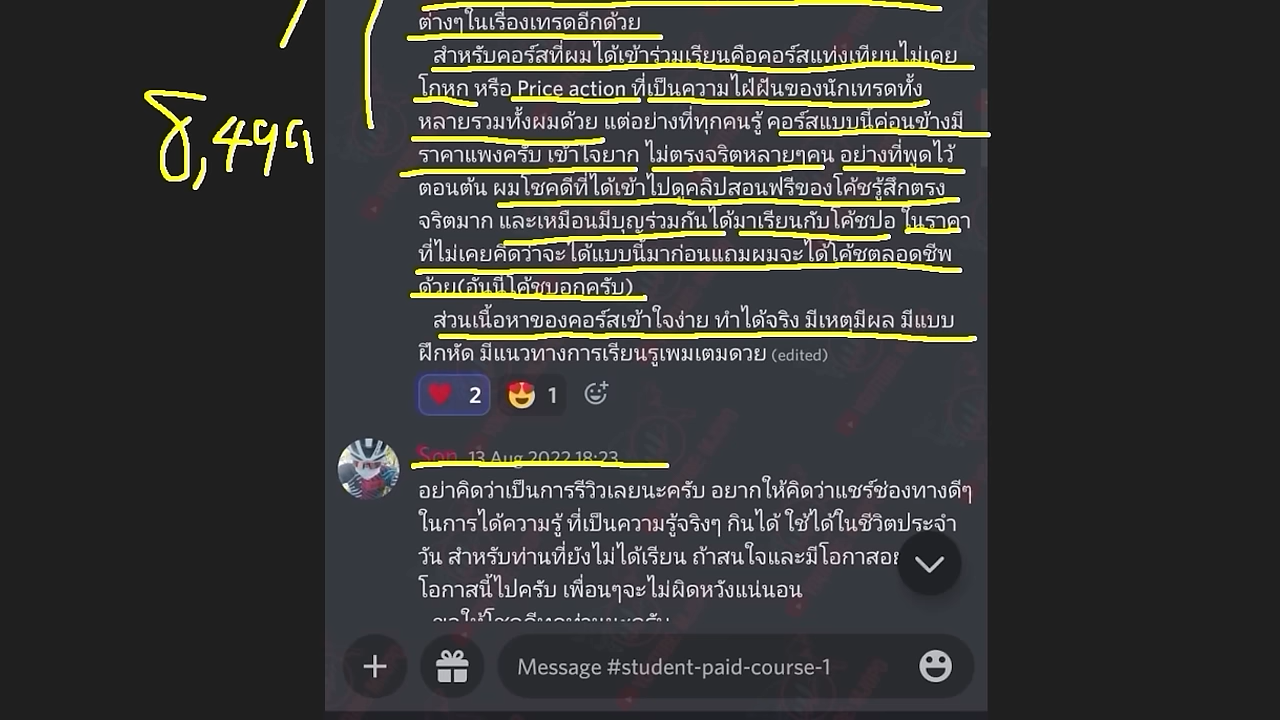 ต่างๆในเรื่องเทรดอีกด้วย
สำหรับคอร์สที่ผมได้เข้าร่วมเรียนคือคอร์สแท่งเทียนไม่เคย
โกหก หรือ Price action ที่เป็นความไฝ่ฝันของนักเทรดทั้ง
หลายรวมทั้งผมด้วย แต่อย่างที่ทุกคนรู้ คอร์สแบบนี้ค่อนข้างมี
ราคาแพงครับ เข้าใจยาก ไม่ตรงจริตหลายๆคน อย่างที่พูดไว้
ตอนต้น ผมโชคดีที่ได้เข้าไปดูคลิปสอนฟรีของโค้ชรู้สึกตรง
จริตมาก และเหมือนมีบุญร่วมกันได้มาเรียนกับโค้ชปอ ในราคา
ที่ไม่เคยคิดว่าจะได้แบบนี้มาก่อนแถมผมจะได้โค้ชตลอดชีพ
ด้วย(อันนี้โค้ชบอกครับ)
ส่วนเนื้อหาของคอร์สเข้าใจง่าย ทำได้จริง มีเหตุมีผล มีแบบ
ฝึกหัด มีแนวทางการเรียนรู้เพิ่มเติมด้วย (edited)
2 1
Son 13 Aug 2022 18:23
อย่าคิดว่าเป็นการรีวิวเลยนะครับ อยากให้คิดว่าแชร์ช่องทางดีๆ
ในการได้ความรู้ ที่เป็นความรู้จริงๆ กินได้ ใช้ได้ในชีวิตประจำ
วัน สำหรับท่านที่ยังไม่ได้เรียน ถ้าสนใจและมีโอกาส
โอกาสนี้ไปครับ เพื่อนๆจะไม่ผิดหวังแน่นอน
Message #student-paid-course-1